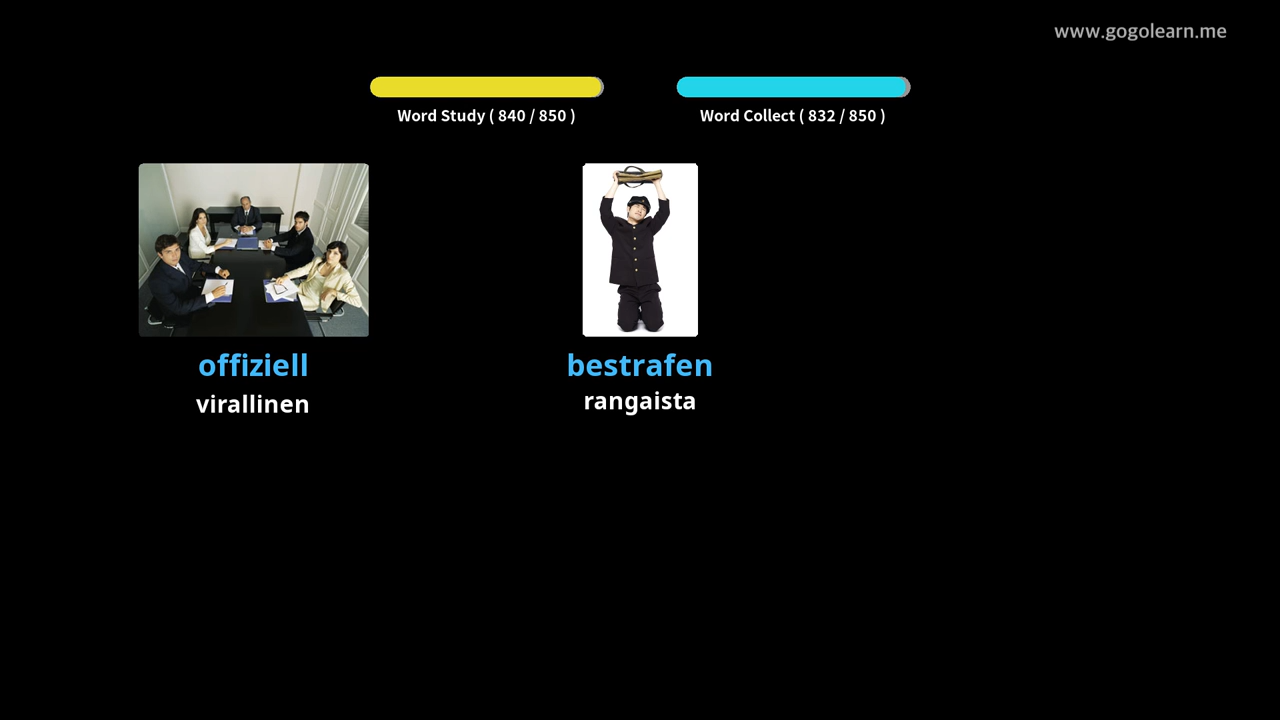 www.gogolearn.me
Word Study ( 840 / 850 )
Word Collect ( 832 / 850 )
offiziell
virallinen
bestrafen
rangaista